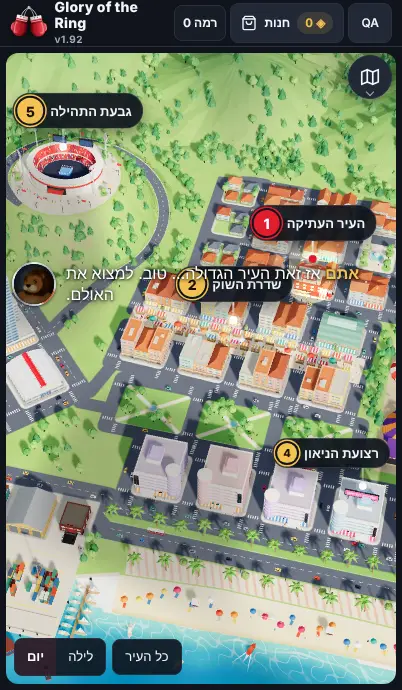 Glory of the
Ring
v1.92
רמה 0
חנות
0
QA
5
גבעת התהילה
1
העיר העתיקה
אתם אז זאת העיר הגדולה... טוב. למצוא את
האולם.
2
שדרת השוק
4
רצועת הניאון
יום
לילה
כל העיר